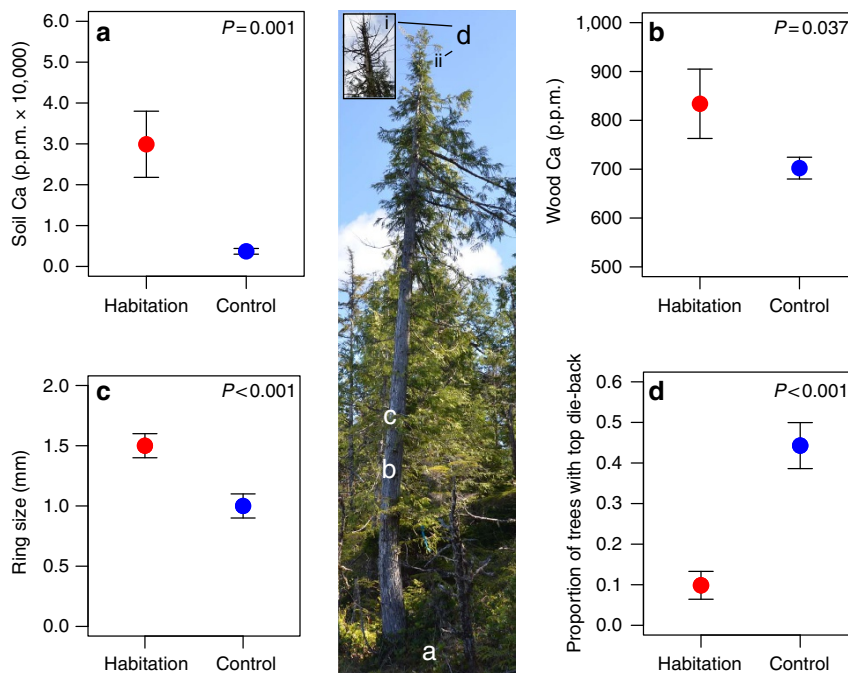 a
P=0.001
Soil Ca (p.p.m. × 10,000)
6.0
5.0
4.0
3.0
2.0
1.0
0.0
Habitation
Control
i
d
ii
c
b
a
b
P=0.037
Wood Ca (p.p.m.)
1,000
900
800
700
600
500
Habitation
Control
c
P<0.001
Ring size (mm)
2.0
1.5
1.0
0.5
0.0
Habitation
Control
d
P<0.001
Proportion of trees with top die-back
0.6
0.5
0.4
0.3
0.2
0.1
0.0
Habitation
Control